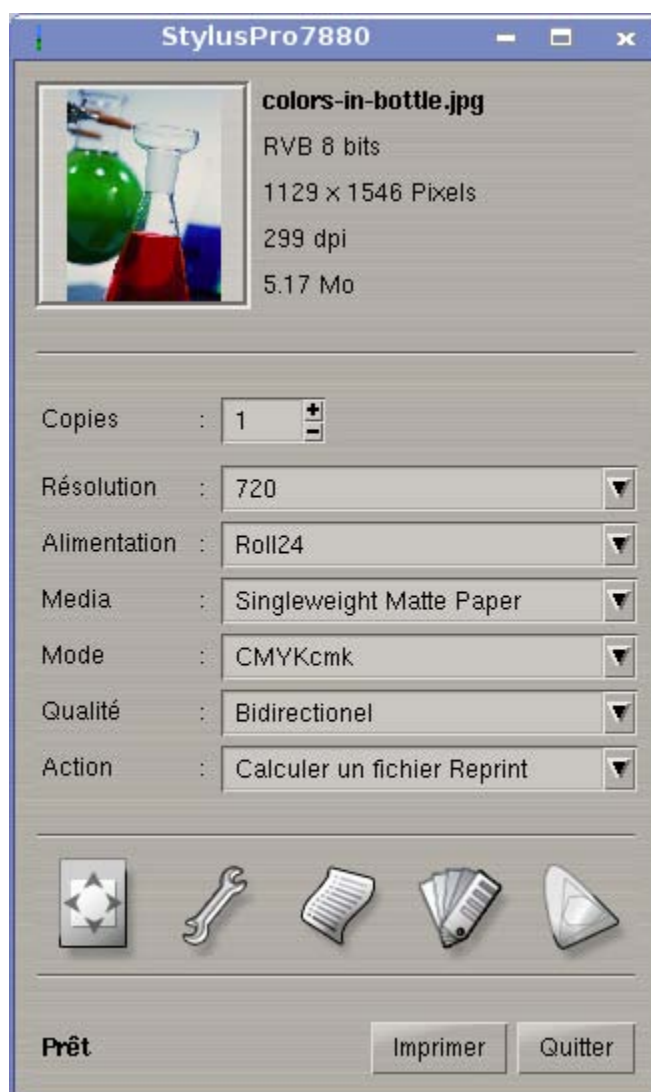 StylusPro7880
colors-in-bottle.jpg
RVB 8 bits
1129 x 1546 Pixels
299 dpi
5.17 Mo
Copies : 1
Résolution : 720
Alimentation : Roll24
Media : Singleweight Matte Paper
Mode : CMYKcmk
Qualité : Bidirectionel
Action : Calculer un fichier Reprint
Prêt Imprimer Quitter